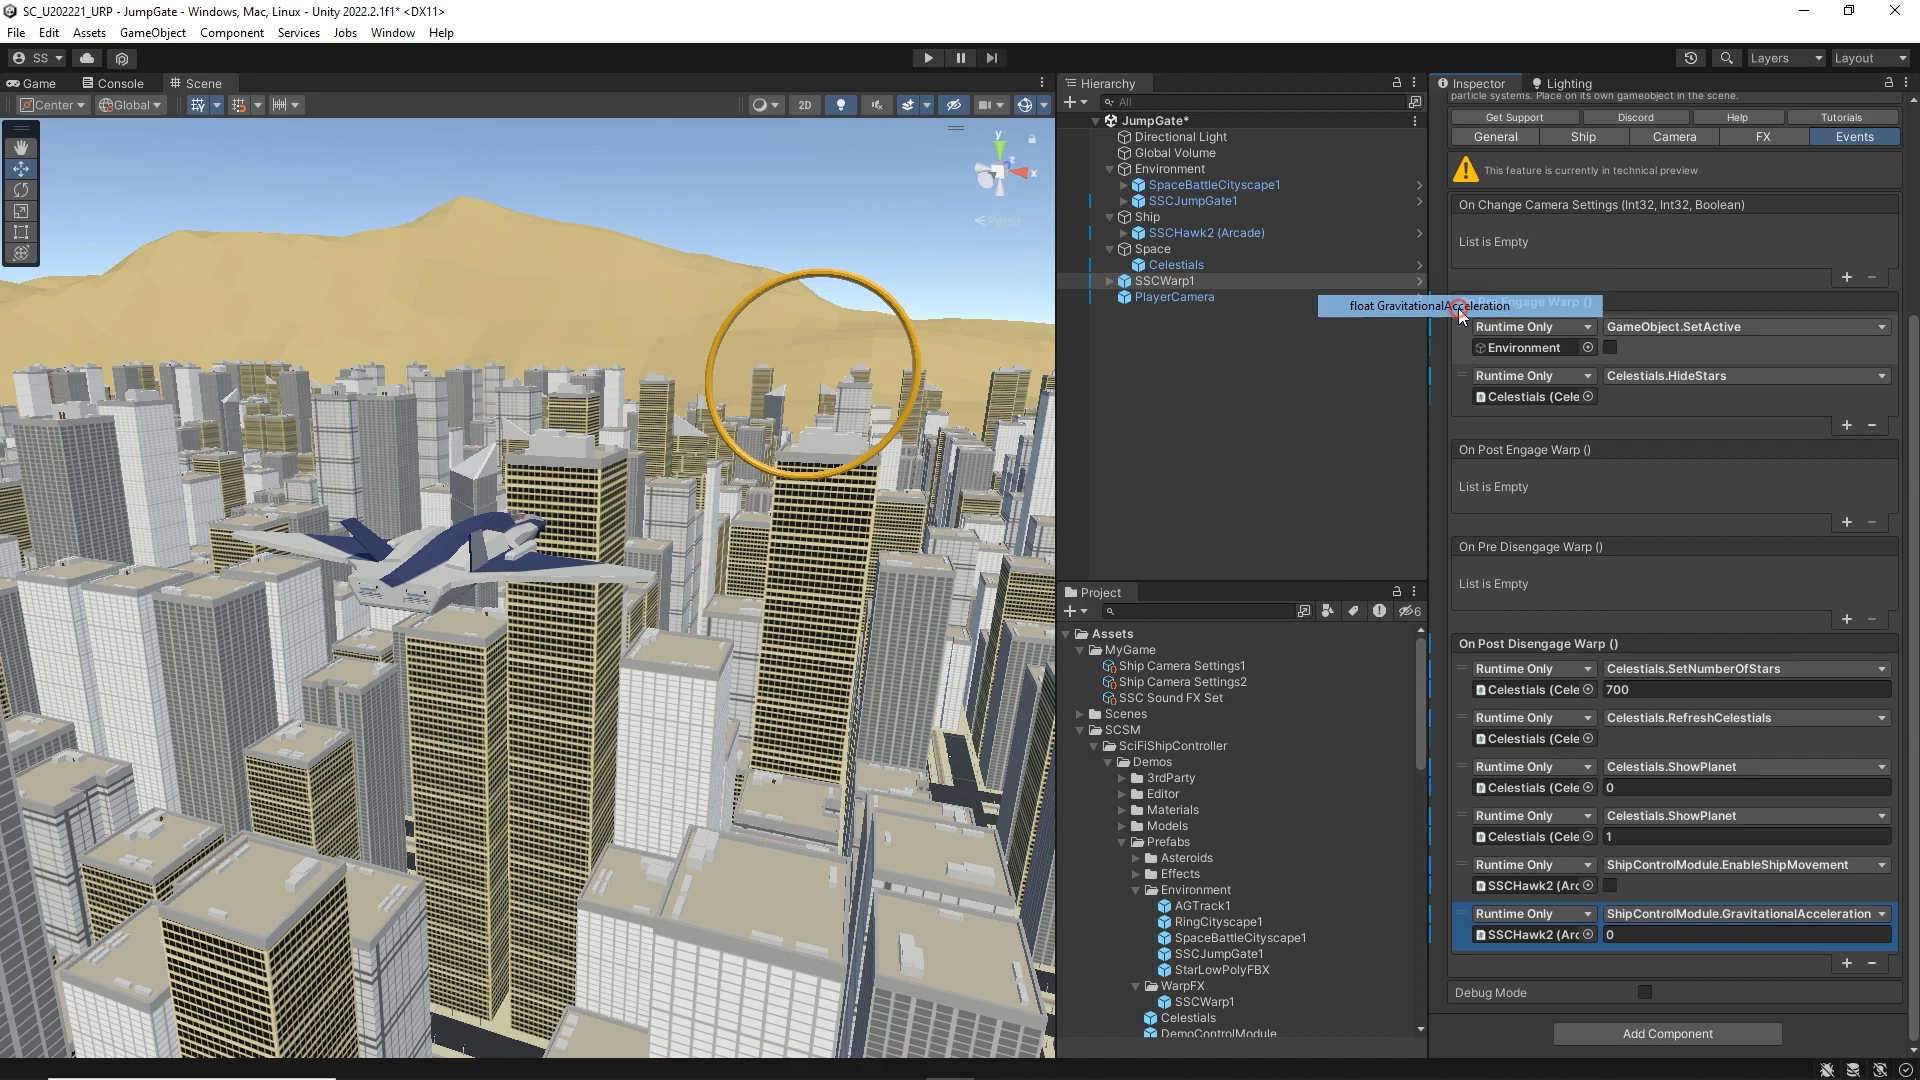 SC_U202221_URP - JumpGate - Windows, Mac, Linux - Unity 2022.2.1f1* <DX11>
File Edit Assets GameObject Component Services Jobs Window Help
SS Layers Layout
Game Console Scene
Center Global 2D
y
x
z
Persp
Hierarchy
All
JumpGate*
Directional Light
Global Volume
Environment
SpaceBattleCityscape1
SSCJumpGate1
Ship
SSCHawk2 (Arcade)
Space
Celestials
SSCWarp1
PlayerCamera
float GravitationalAcceleration
Project
6
Assets
MyGame
Ship Camera Settings1
Ship Camera Settings2
SSC Sound FX Set
Scenes
SCSM
SciFiShipController
Demos
3rdParty
Editor
Materials
Models
Prefabs
Asteroids
Effects
Environment
AGTrack1
RingCityscape1
SpaceBattleCityscape1
SSCJumpGate1
StarLowPolyFBX
WarpFX
SSCWarp1
Celestials
DemoControlModule
Inspector Lighting
particle systems. Place on its own gameobject in the scene.
Get Support Discord Help Tutorials
General Ship Camera FX Events
This feature is currently in technical preview
On Change Camera Settings (Int32, Int32, Boolean)
List is Empty
Engage Warp ()
Runtime Only GameObject.SetActive
Environment
Runtime Only Celestials.HideStars
Celestials (Cele
On Post Engage Warp ()
List is Empty
On Pre Disengage Warp ()
List is Empty
On Post Disengage Warp ()
Runtime Only Celestials.SetNumberOfStars
Celestials (Cele 700
Runtime Only Celestials.RefreshCelestials
Celestials (Cele
Runtime Only Celestials.ShowPlanet
Celestials (Cele 0
Runtime Only Celestials.ShowPlanet
Celestials (Cele 1
Runtime Only ShipControlModule.EnableShipMovement
SSCHawk2 (Arc
Runtime Only ShipControlModule.GravitationalAcceleration
SSCHawk2 (Arc 0
Debug Mode
Add Component